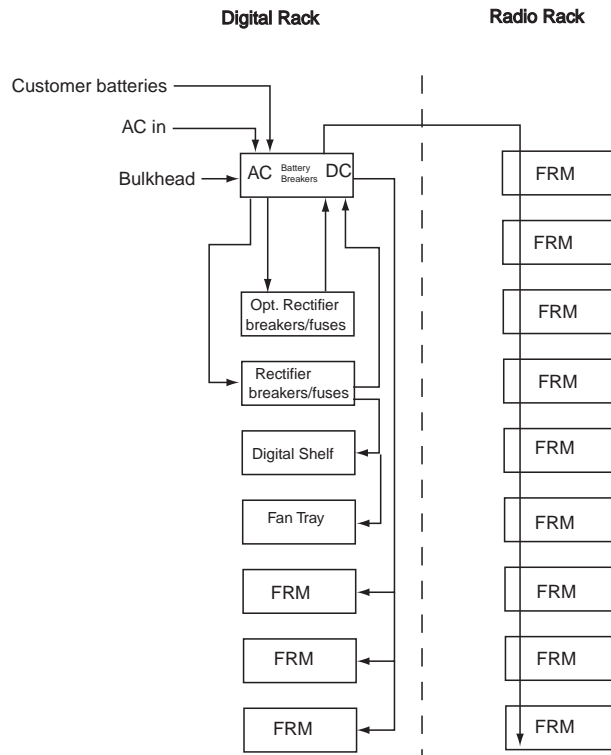 Digital Rack
Radio Rack
Customer batteries
AC in
Bulkhead
AC
Battery
Breakers
DC
Opt. Rectifier
breakers/fuses
Rectifier
breakers/fuses
Digital Shelf
Fan Tray
FRM
FRM
FRM
FRM
FRM
FRM
FRM
FRM
FRM
FRM
FRM
FRM